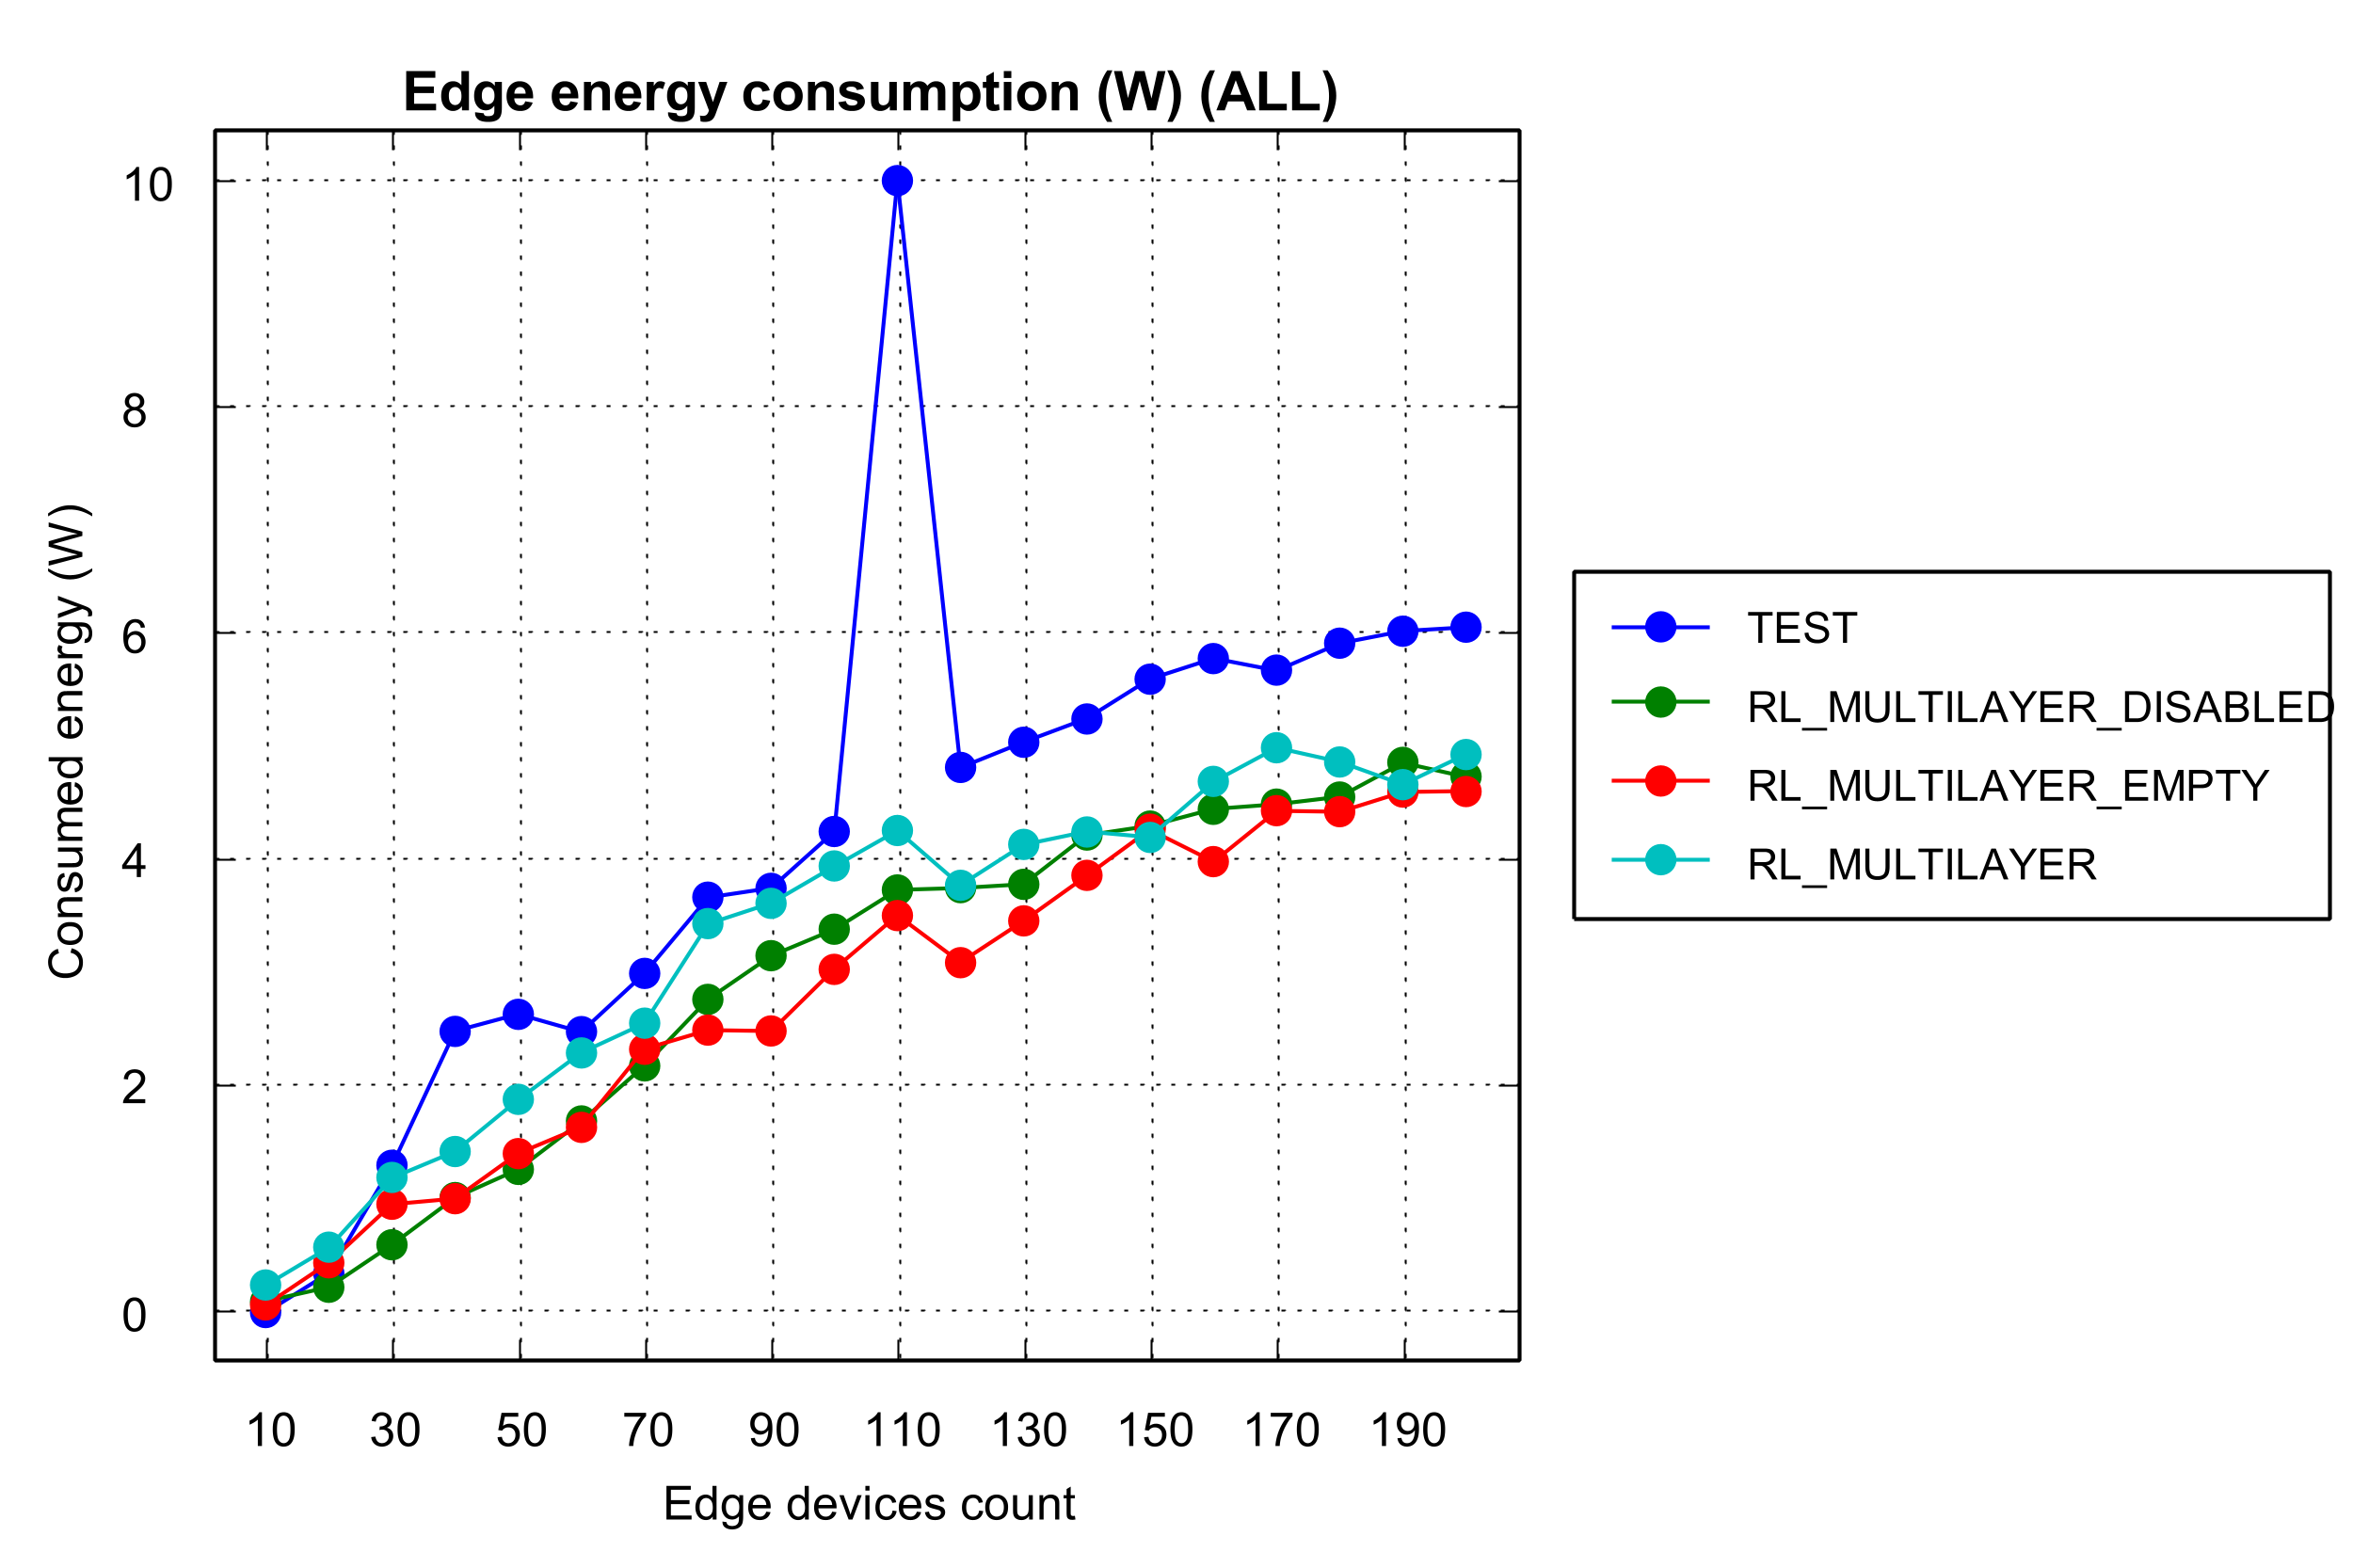 Edge energy consumption (W) (ALL)
Consumed energy (W)
10
8
6
4
2
0
10 30 50 70 90 110 130 150 170 190
Edge devices count
TEST
RL_MULTILAYER_DISABLED
RL_MULTILAYER_EMPTY
RL_MULTILAYER